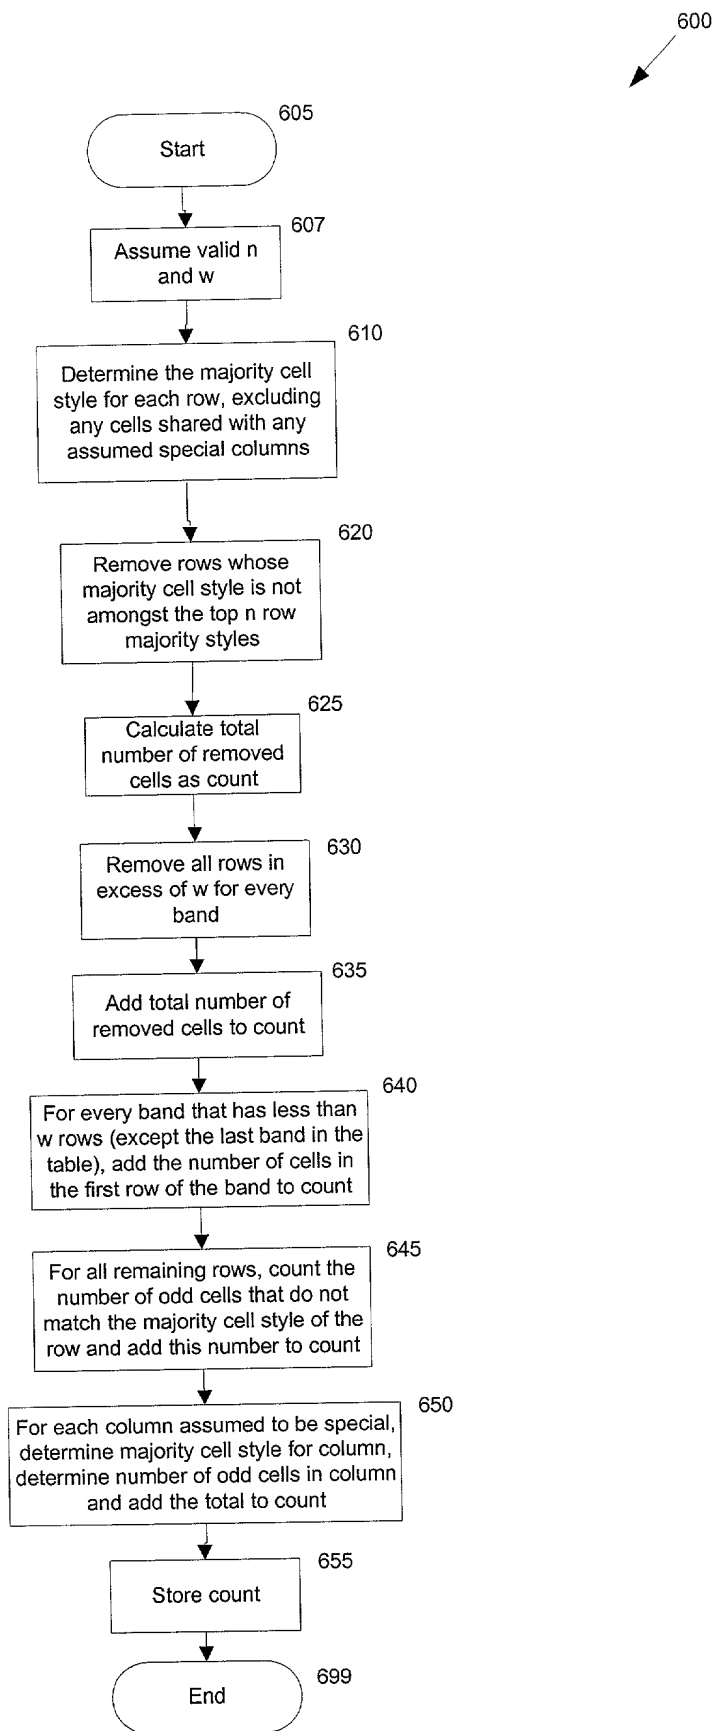 600
605
Start
607
Assume valid n
and w
610
Determine the majority cell
style for each row, excluding
any cells shared with any
assumed special columns
620
Remove rows whose
majority cell style is not
amongst the top n row
majority styles
625
Calculate total
number of removed
cells as count
630
Remove all rows in
excess of w for every
band
635
Add total number of
removed cells to count
640
For every band that has less than
w rows (except the last band in the
table), add the number of cells in
the first row of the band to count
645
For all remaining rows, count the
number of odd cells that do not
match the majority cell style of the
row and add this number to count
650
For each column assumed to be special,
determine majority cell style for column,
determine number of odd cells in column
and add the total to count
655
Store count
699
End